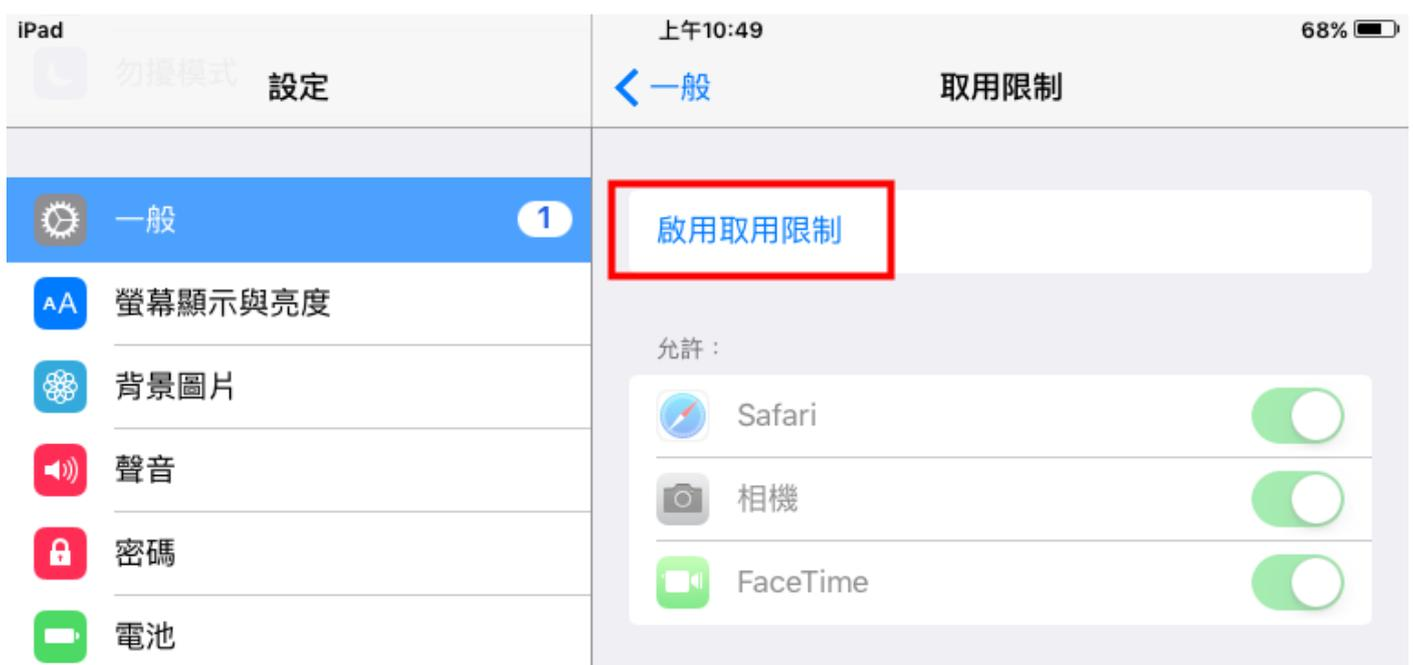 iPad
上午10:49
68%
勿擾模式
設定
一般
1
螢幕顯示與亮度
背景圖片
聲音
密碼
電池
一般
取用限制
啟用取用限制
允許：
Safari
相機
FaceTime